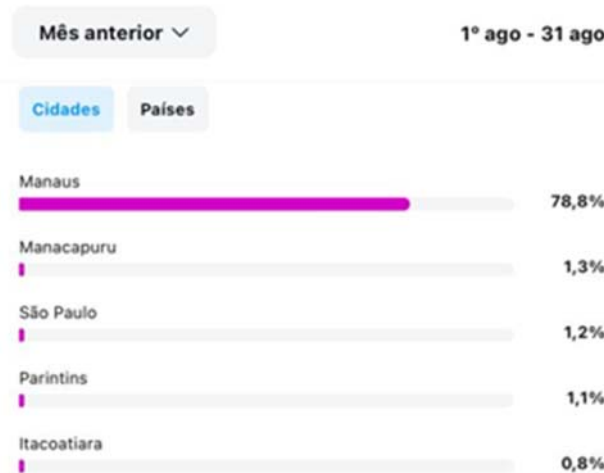 Mês anterior
1º ago - 31 ago
Cidades Países
Manaus
78,8%
Manacapuru
1,3%
São Paulo
1,2%
Parintins
1,1%
Itacoatiara
0,8%